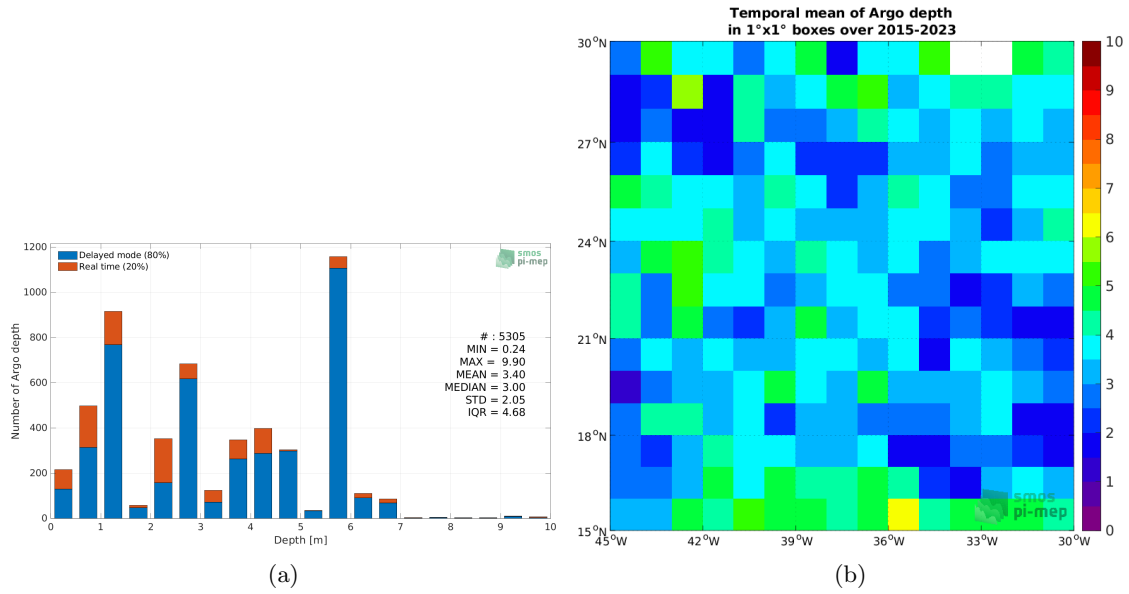 1200
1000
800
600
400
200
0
Number of Argo depth
Delayed mode (80%)
Real time (20%)
smos
pi-mep
# : 5305
MIN = 0.24
MAX = 9.90
MEAN = 3.40
MEDIAN = 3.00
STD = 2.05
IQR = 4.68
0 1 2 3 4 5 6 7 8 9 10
Depth [m]
(a)
Temporal mean of Argo depth
in 1°x1° boxes over 2015-2023
30°N
27°N
24°N
21°N
18°N
15°N
45°W 42°W 39°W 36°W 33°W 30°W
smos
pi-mep
10
9
8
7
6
5
4
3
2
1
0
(b)